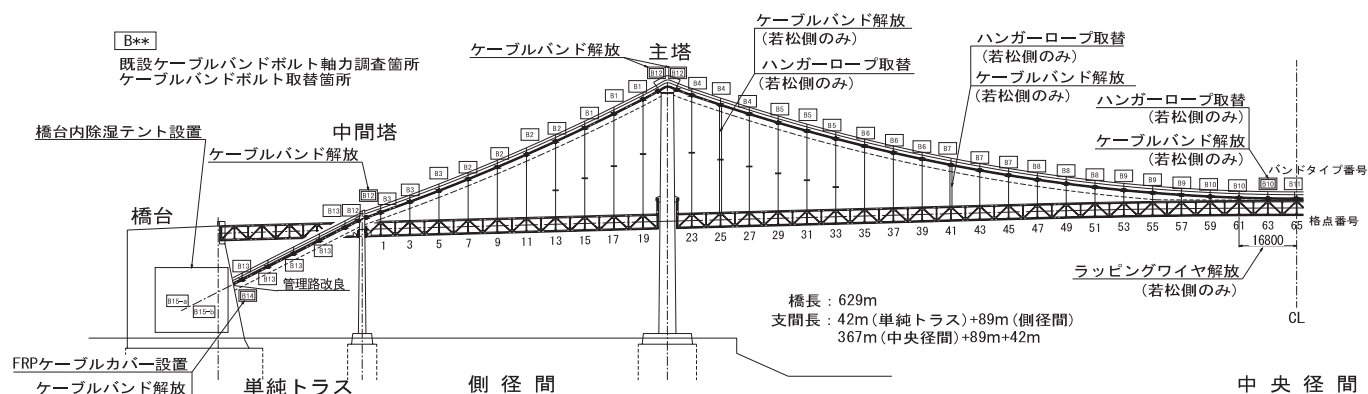 B**
既設ケーブルバンドボルト軸力調査箇所
ケーブルバンドボルト取替箇所
橋台内除湿テント設置
中間塔
ケーブルバンド解放
橋台
ケーブルバンド解放
主塔
ケーブルバンド解放
(若松側のみ)
ハンガーロープ取替
(若松側のみ)
ハンガーロープ取替
(若松側のみ)
ケーブルバンド解放
(若松側のみ)
ハンガーロープ取替
(若松側のみ)
ケーブルバンド解放
(若松側のみ)
バンドタイプ番号
B12 B12
B1 B1 B1 B1 B2 B2 B2 B3 B3 B3
B12
B13 B12
B4 B4 B4 B5 B5 B5 B6 B6 B6 B7 B7 B7 B8 B8 B8 B9 B9 B9 B10 B10 B10 B11
B13 B13 B13 B13
B14
B15-a
B15-b
管理路改良
1 3 5 7 9 11 13 15 17 19 23 25 27 29 31 33 35 37 39 41 43 45 47 49 51 53 55 57 59 61 63 65
格点番号
16800
ラッピングワイヤ解放
(若松側のみ)
CL
橋長：629m
支間長：42m(単純トラス)+89m(側径間)
367m(中央径間)+89m+42m
FRPケーブルカバー設置
ケーブルバンド解放
単純トラス
側径間
中央径間